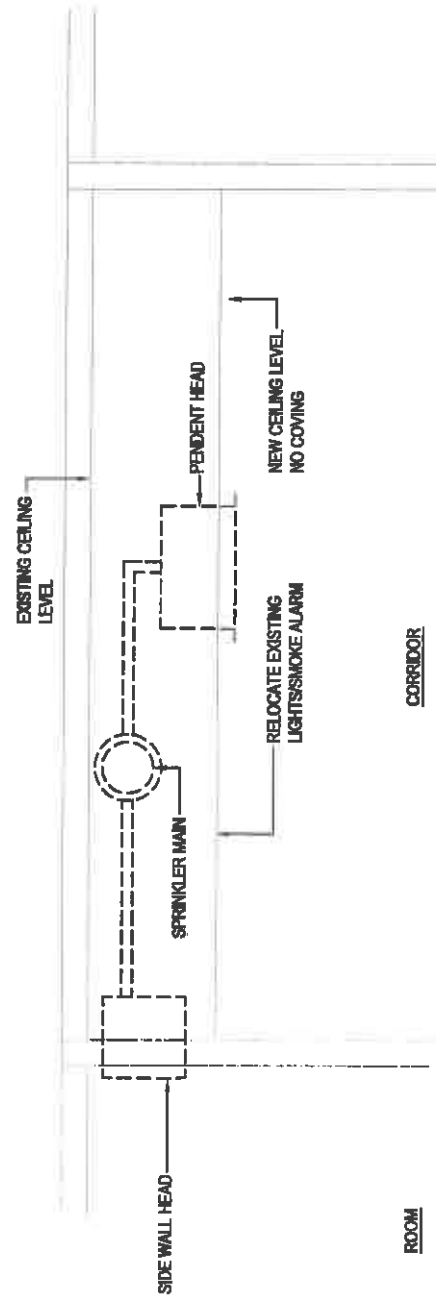 EXISTING CEILING
LEVEL
PENDENT HEAD
SPRINKLER MAIN
SIDE WALL HEAD
NEW CEILING LEVEL
NO COVING
RELOCATE EXISTING
LIGHTS/SMOKE ALARM
CORRIDOR
ROOM